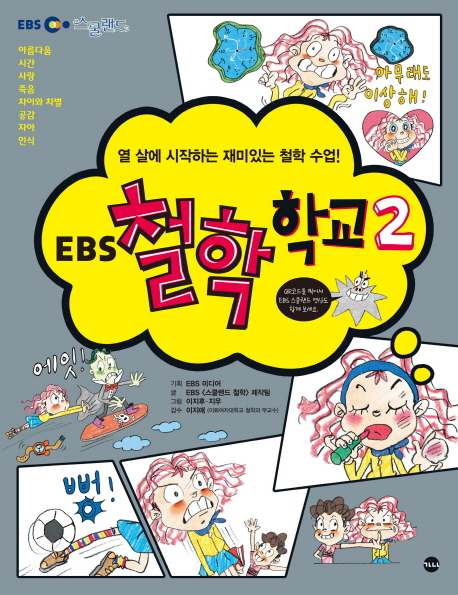 EBS 스쿨랜드
아름다움
시간
사랑
죽음
차이와 차별
공감
자아
인식
아무래도
이상해!
열 살에 시작하는 재미있는 철학 수업!
EBS 철학 학교 2
QR코드를 찍어서
EBS 스쿨랜드 영상도
함께 보세요.
에잇!
기획 EBS 미디어
글 EBS 〈스쿨랜드 철학〉 제작팀
그림 이지후·지우
감수 이지애 (이화여자대학교 철학과 부교수)
뻥!